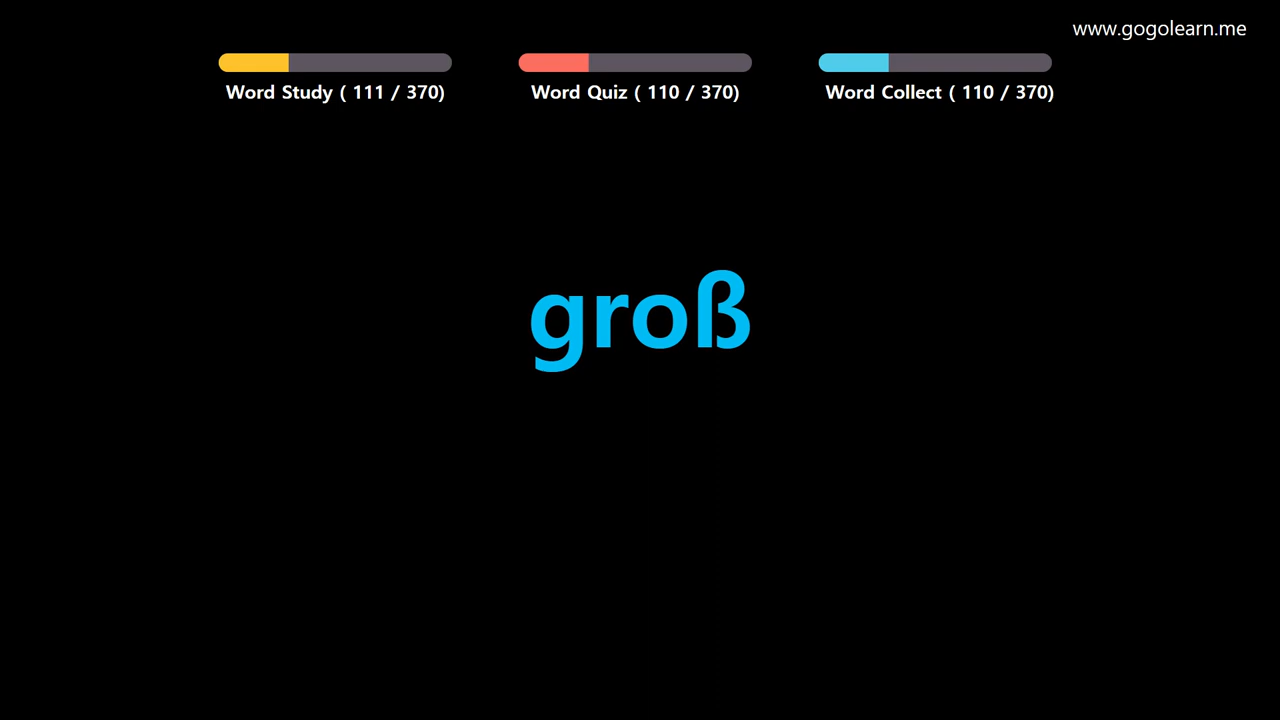 www.gogolearn.me
Word Study ( 111 / 370)
Word Quiz ( 110 / 370)
Word Collect ( 110 / 370)
groß